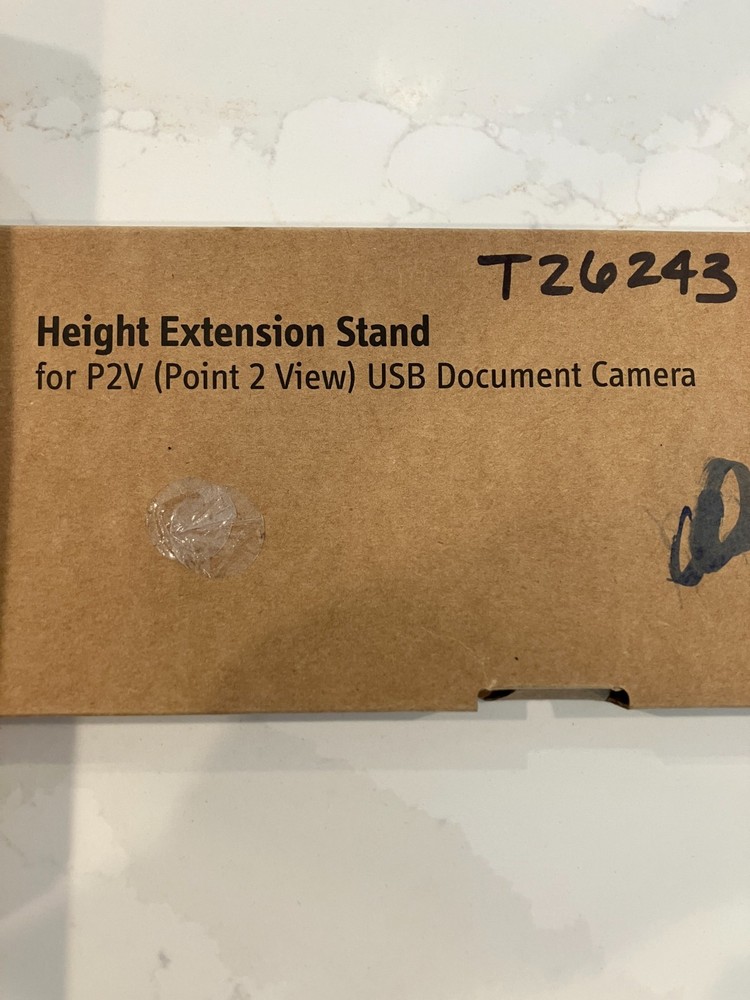 T26243
Height Extension Stand
for P2V (Point 2 View) USB Document Camera